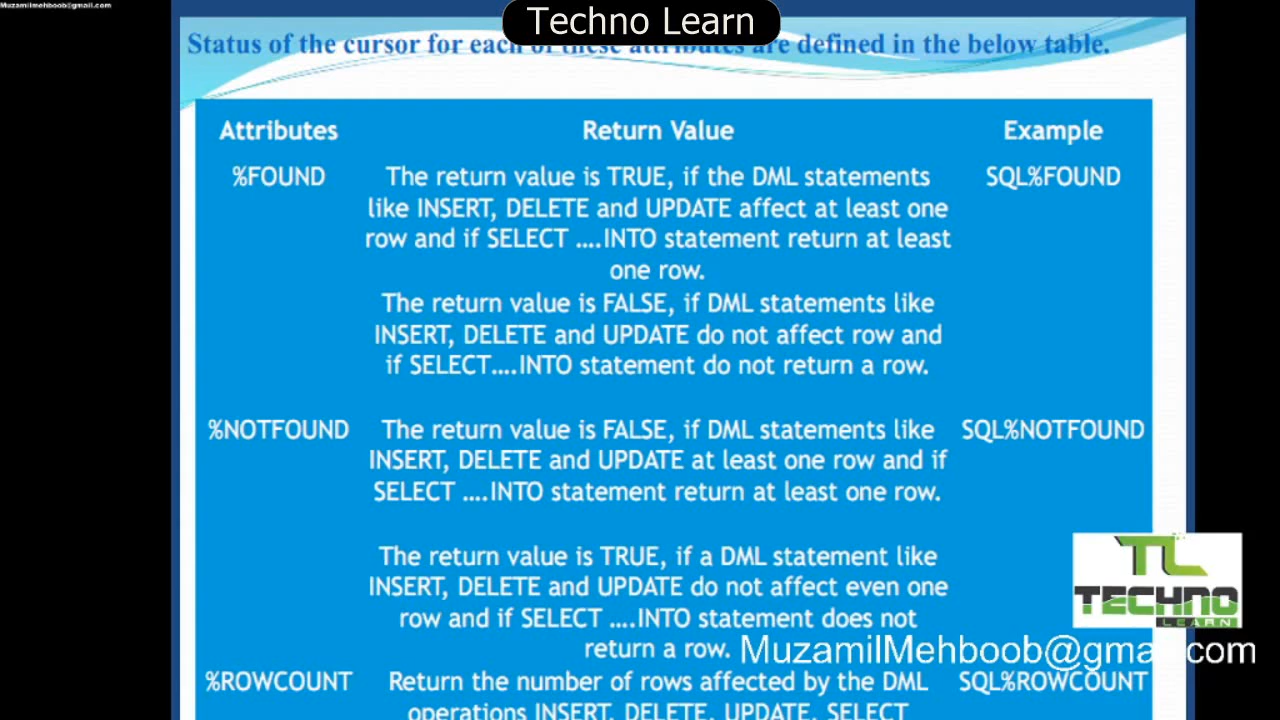 MuzamilMehboob@gmail.com
Techno Learn
Status of the cursor for each of these attributes are defined in the below table.
Attributes Return Value Example
%FOUND The return value is TRUE, if the DML statements SQL%FOUND
like INSERT, DELETE and UPDATE affect at least one
row and if SELECT ....INTO statement return at least
one row.
The return value is FALSE, if DML statements like
INSERT, DELETE and UPDATE do not affect row and
if SELECT....INTO statement do not return a row.
%NOTFOUND The return value is FALSE, if DML statements like SQL%NOTFOUND
INSERT, DELETE and UPDATE at least one row and if
SELECT ....INTO statement return at least one row.
The return value is TRUE, if a DML statement like
INSERT, DELETE and UPDATE do not affect even one
row and if SELECT ....INTO statement does not
return a row.
TL
TECHNO
LEARN
MuzamilMehboob@gmail.com
%ROWCOUNT Return the number of rows affected by the DML SQL%ROWCOUNT
operations INSERT, DELETE, UPDATE, SELECT